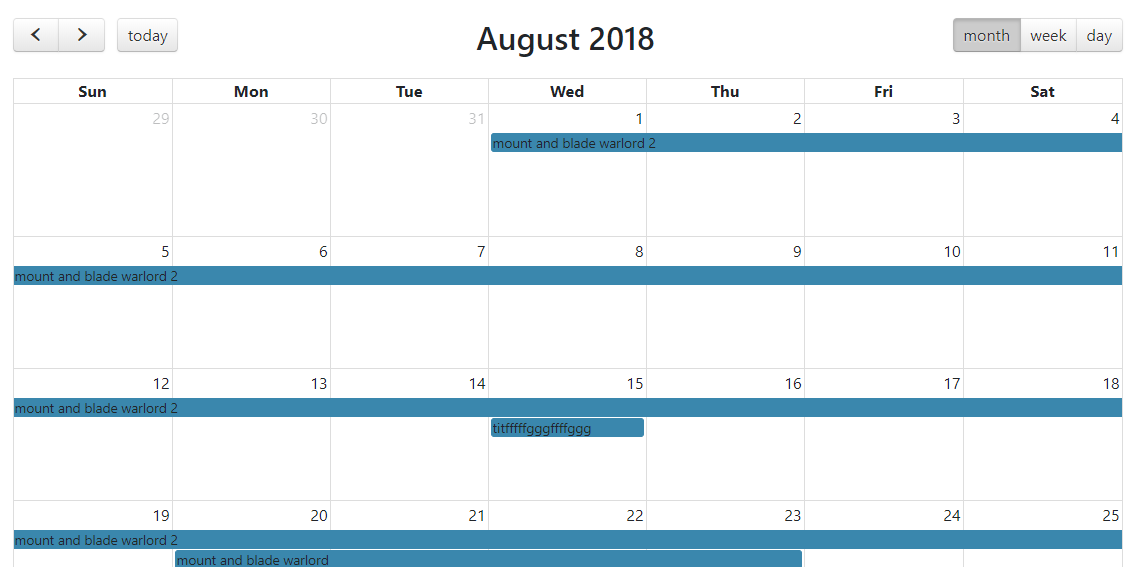 today
August 2018
month week day
Sun Mon Tue Wed Thu Fri Sat
29 30 31 1 2 3 4
mount and blade warlord 2
5 6 7 8 9 10 11
mount and blade warlord 2
12 13 14 15 16 17 18
mount and blade warlord 2
titfffffgggffffggg
19 20 21 22 23 24 25
mount and blade warlord 2
mount and blade warlord